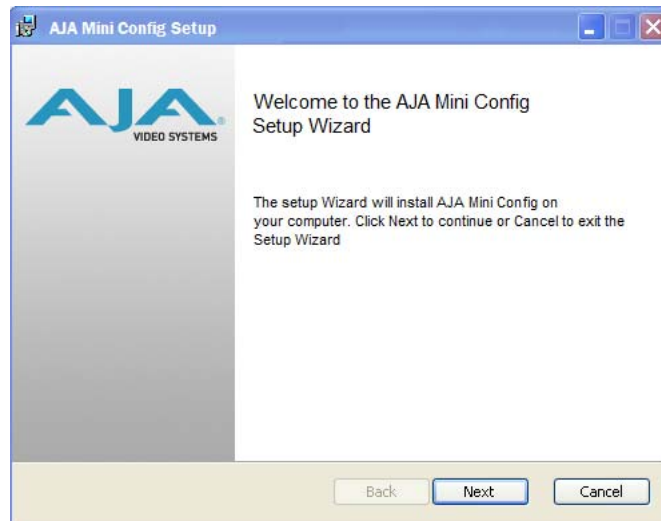 AJA Mini Config Setup
AJA
VIDEO SYSTEMS
Welcome to the AJA Mini Config
Setup Wizard
The setup Wizard will install AJA Mini Config on
your computer. Click Next to continue or Cancel to exit the
Setup Wizard
Back
Next
Cancel